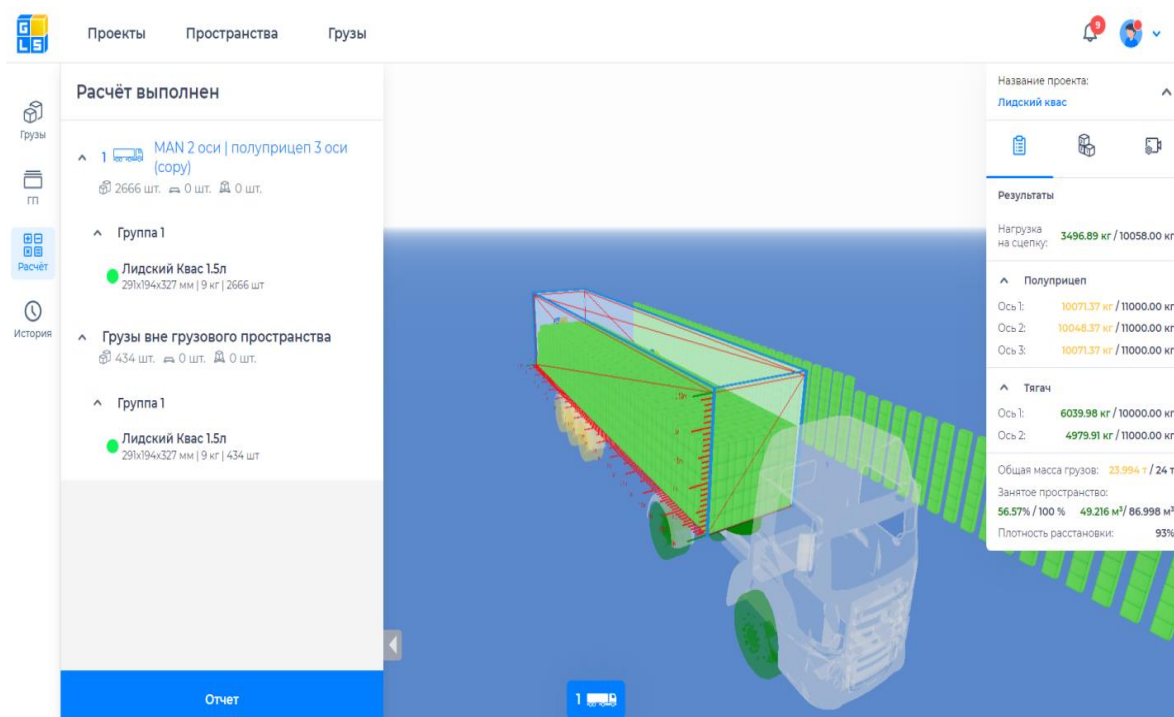 G
L S
Проекты
Пространства
Грузы
9
Грузы
ГП
Расчёт
История
Расчёт выполнен
1 MAN 2 оси | полуприцеп 3 оси
(copy)
2666 шт. 0 шт. 0 шт.
Группа 1
Лидский Квас 1.5л
291x194x327 мм | 9 кг | 2666 шт
Грузы вне грузового пространства
434 шт. 0 шт. 0 шт.
Группа 1
Лидский Квас 1.5л
291x194x327 мм | 9 кг | 434 шт
Отчет
1
Название проекта:
Лидский квас
Результаты
Нагрузка
на сцепку: 3496.89 кг / 10058.00 кг
Полуприцеп
Ось 1: 10071.37 кг / 11000.00 кг
Ось 2: 10048.37 кг / 11000.00 кг
Ось 3: 10071.37 кг / 11000.00 кг
Тягач
Ось 1: 6039.98 кг / 10000.00 кг
Ось 2: 4979.91 кг / 11000.00 кг
Общая масса грузов: 23.994 т / 24 т
Занятое пространство:
56.57% / 100 % 49.216 м³/ 86.998 м³
Плотность расстановки: 93%